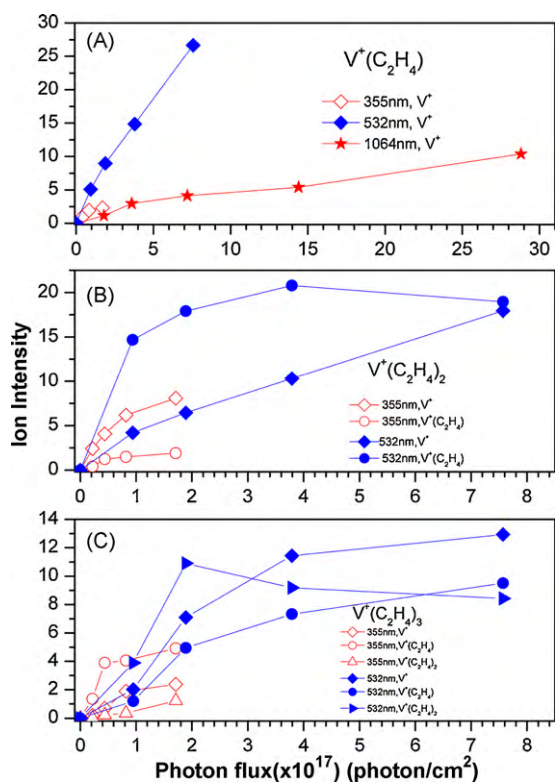 30
25
20
15
10
5
0
(A)
V⁺(C₂H₄)
355nm, V⁺
532nm, V⁺
1064nm, V⁺
0 5 10 15 20 25 30
Ion Intensity
20
15
10
5
0
(B)
V⁺(C₂H₄)₂
355nm,V⁺
355nm,V⁺(C₂H₄)
532nm,V⁺
532nm,V⁺(C₂H₄)
0 1 2 3 4 5 6 7 8
14
12
10
8
6
4
2
0
(C)
V⁺(C₂H₄)₃
355nm,V⁺
355nm,V⁺(C₂H₄)
355nm,V⁺(C₂H₄)₂
532nm,V⁺
532nm,V⁺(C₂H₄)
532nm,V⁺(C₂H₄)₂
0 1 2 3 4 5 6 7 8
Photon flux(x10¹⁷) (photon/cm²)